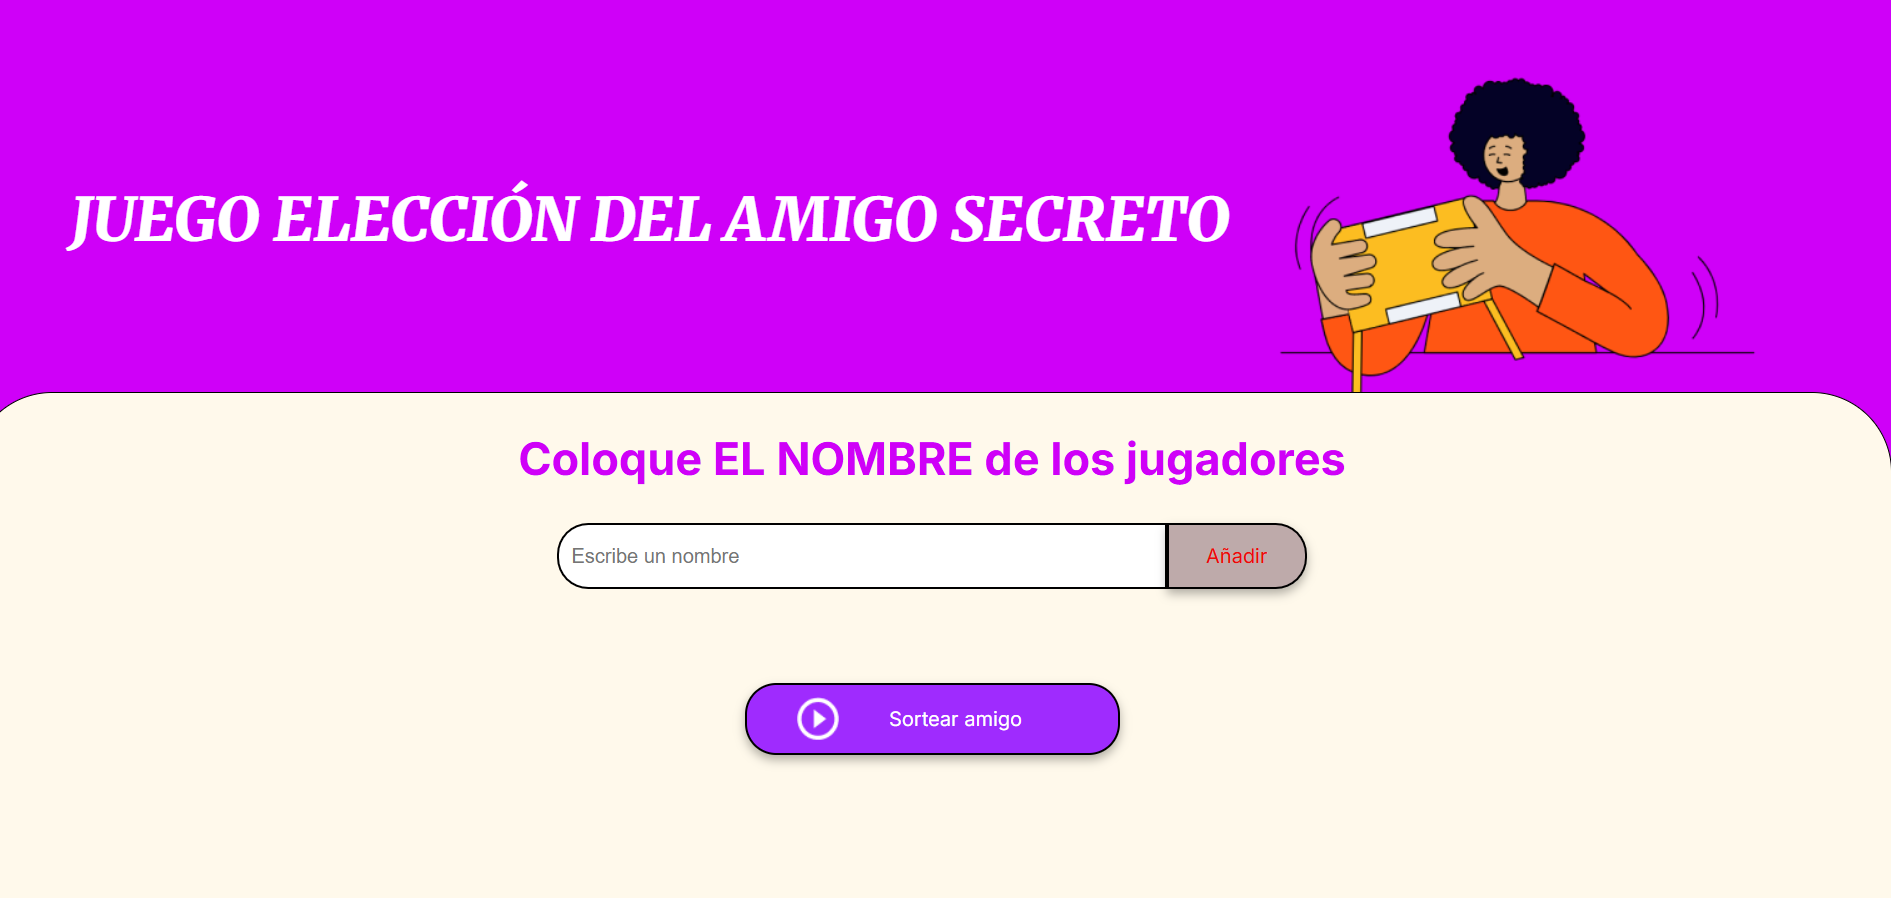 JUEGO ELECCIÓN DEL AMIGO SECRETO
Coloque EL NOMBRE de los jugadores
Escribe un nombre
Añadir
Sortear amigo